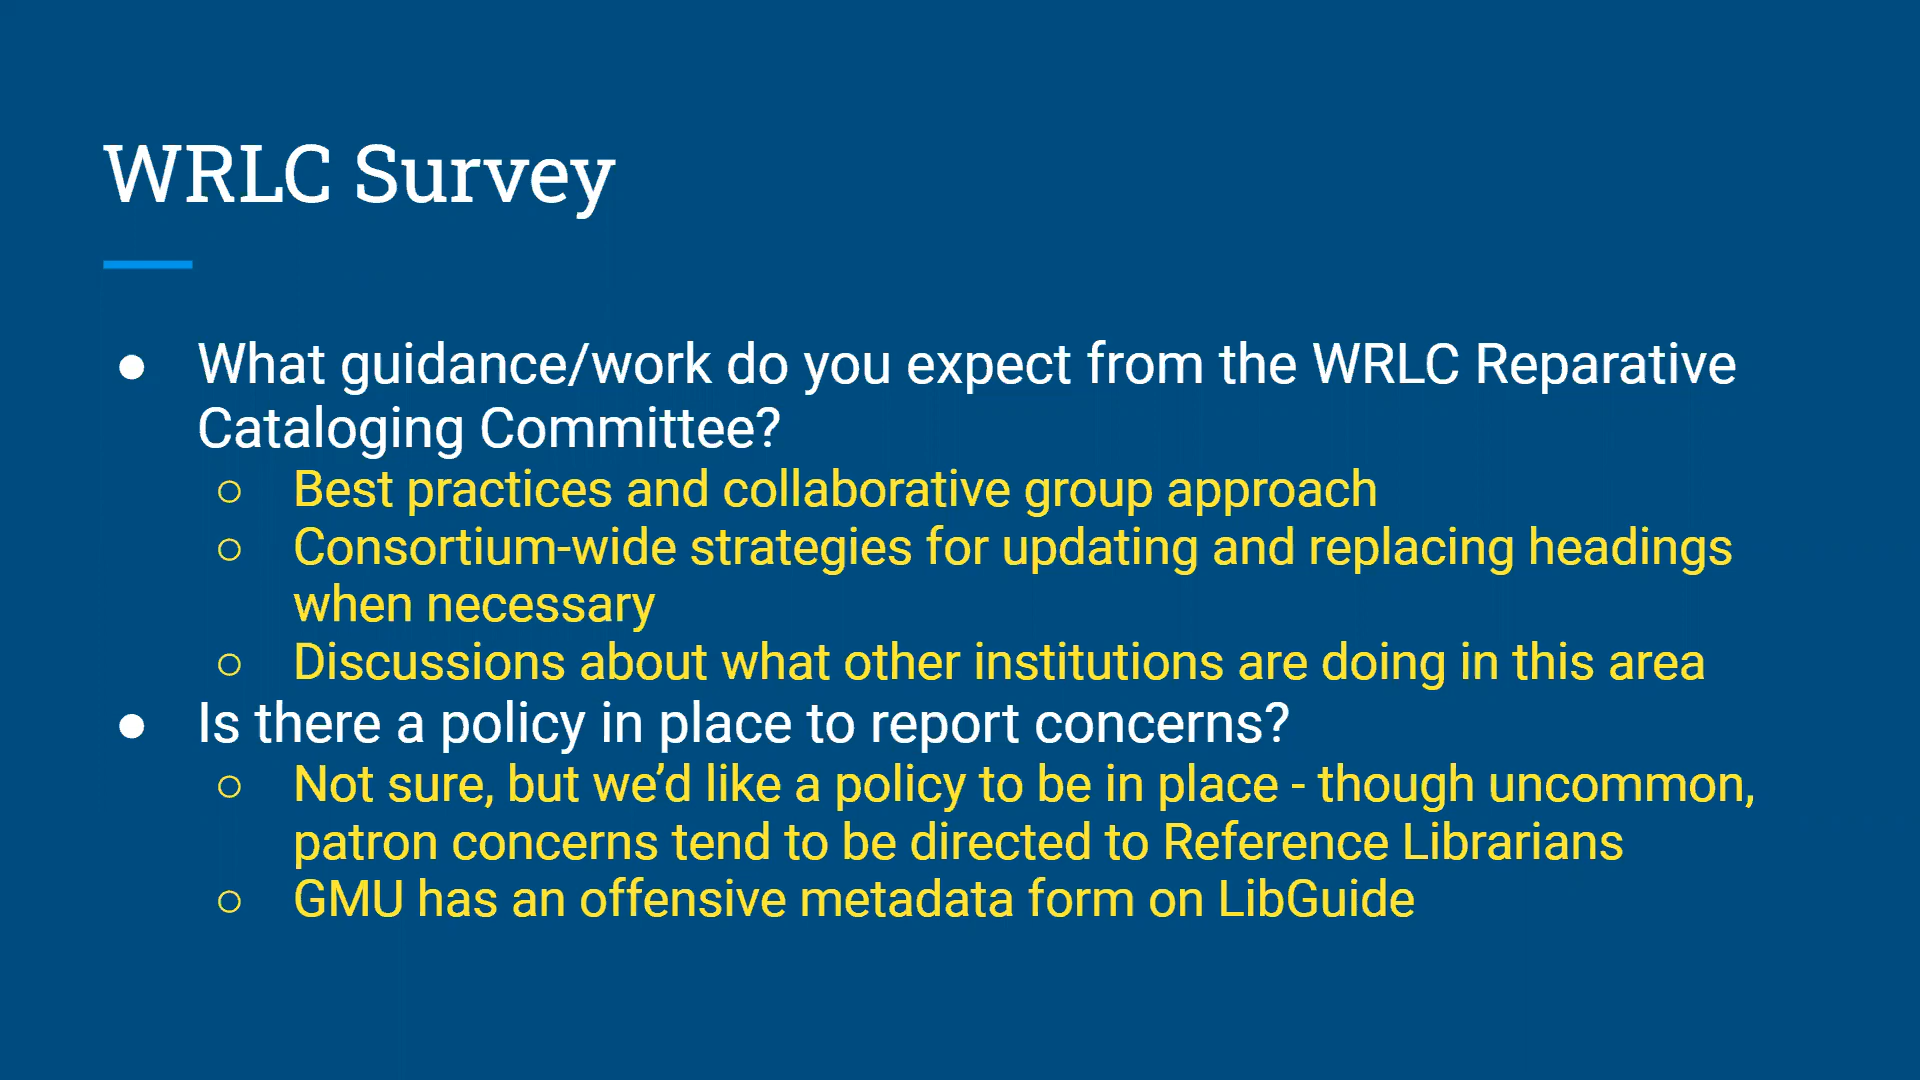 WRLC Survey
● What guidance/work do you expect from the WRLC Reparative
Cataloging Committee?
○ Best practices and collaborative group approach
○ Consortium-wide strategies for updating and replacing headings
when necessary
○ Discussions about what other institutions are doing in this area
● Is there a policy in place to report concerns?
○ Not sure, but we’d like a policy to be in place - though uncommon,
patron concerns tend to be directed to Reference Librarians
○ GMU has an offensive metadata form on LibGuide